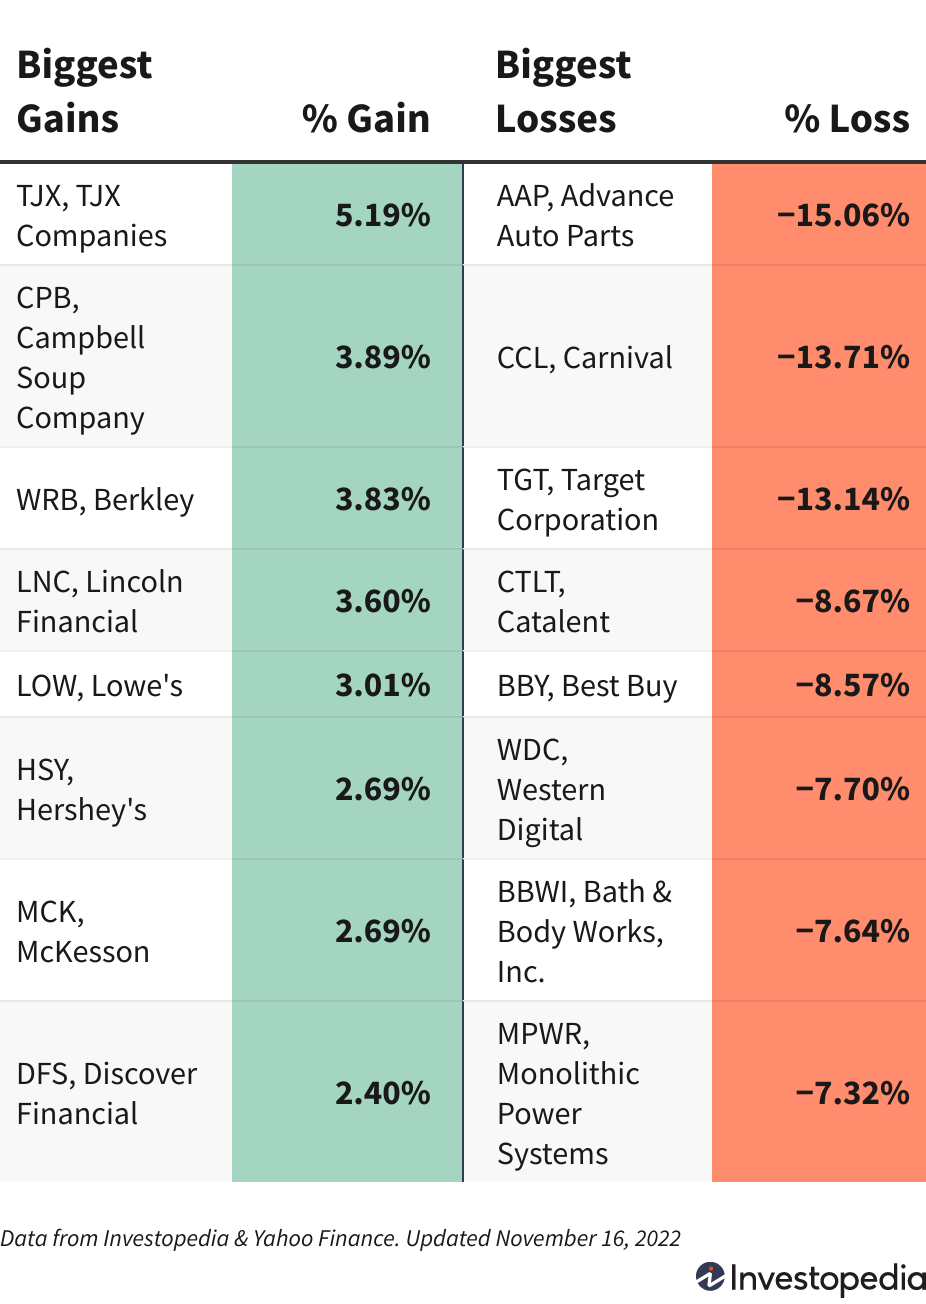 Biggest
Gains
% Gain
Biggest
Losses
% Loss
TJX, TJX
Companies
5.19%
AAP, Advance
Auto Parts
−15.06%
CPB,
Campbell
Soup
Company
3.89%
CCL, Carnival
−13.71%
WRB, Berkley
3.83%
TGT, Target
Corporation
−13.14%
LNC, Lincoln
Financial
3.60%
CTLT,
Catalent
−8.67%
LOW, Lowe's
3.01%
BBY, Best Buy
−8.57%
HSY,
Hershey's
2.69%
WDC,
Western
Digital
−7.70%
MCK,
McKesson
2.69%
BBWI, Bath &
Body Works,
Inc.
−7.64%
DFS, Discover
Financial
2.40%
MPWR,
Monolithic
Power
Systems
−7.32%
Data from Investopedia & Yahoo Finance. Updated November 16, 2022
Investopedia